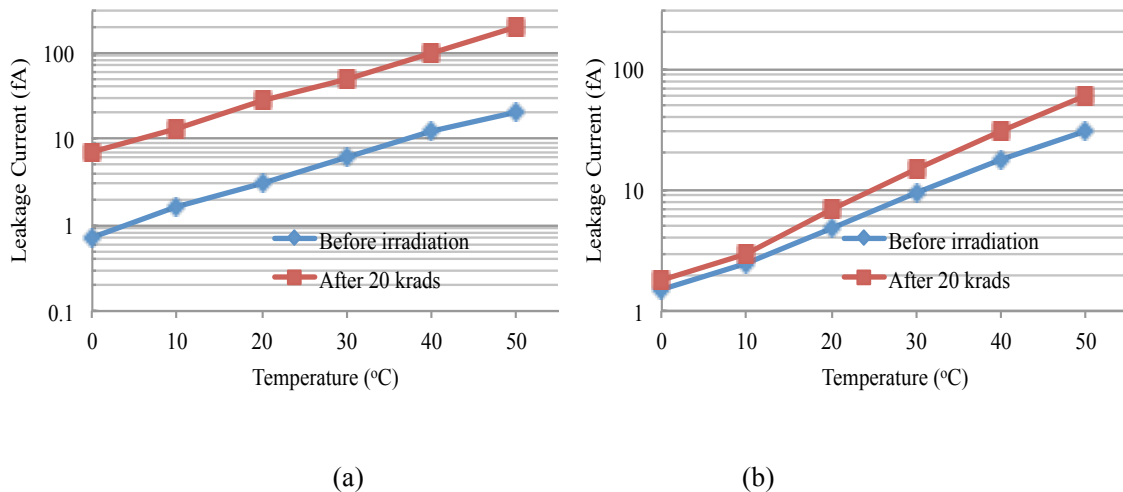 Leakage Current (fA)
100
10
1
0.1
0 10 20 30 40 50
Temperature (°C)
Before irradiation
After 20 krads
(a)
Leakage Current (fA)
100
10
1
0 10 20 30 40 50
Temperature (°C)
Before irradiation
After 20 krads
(b)